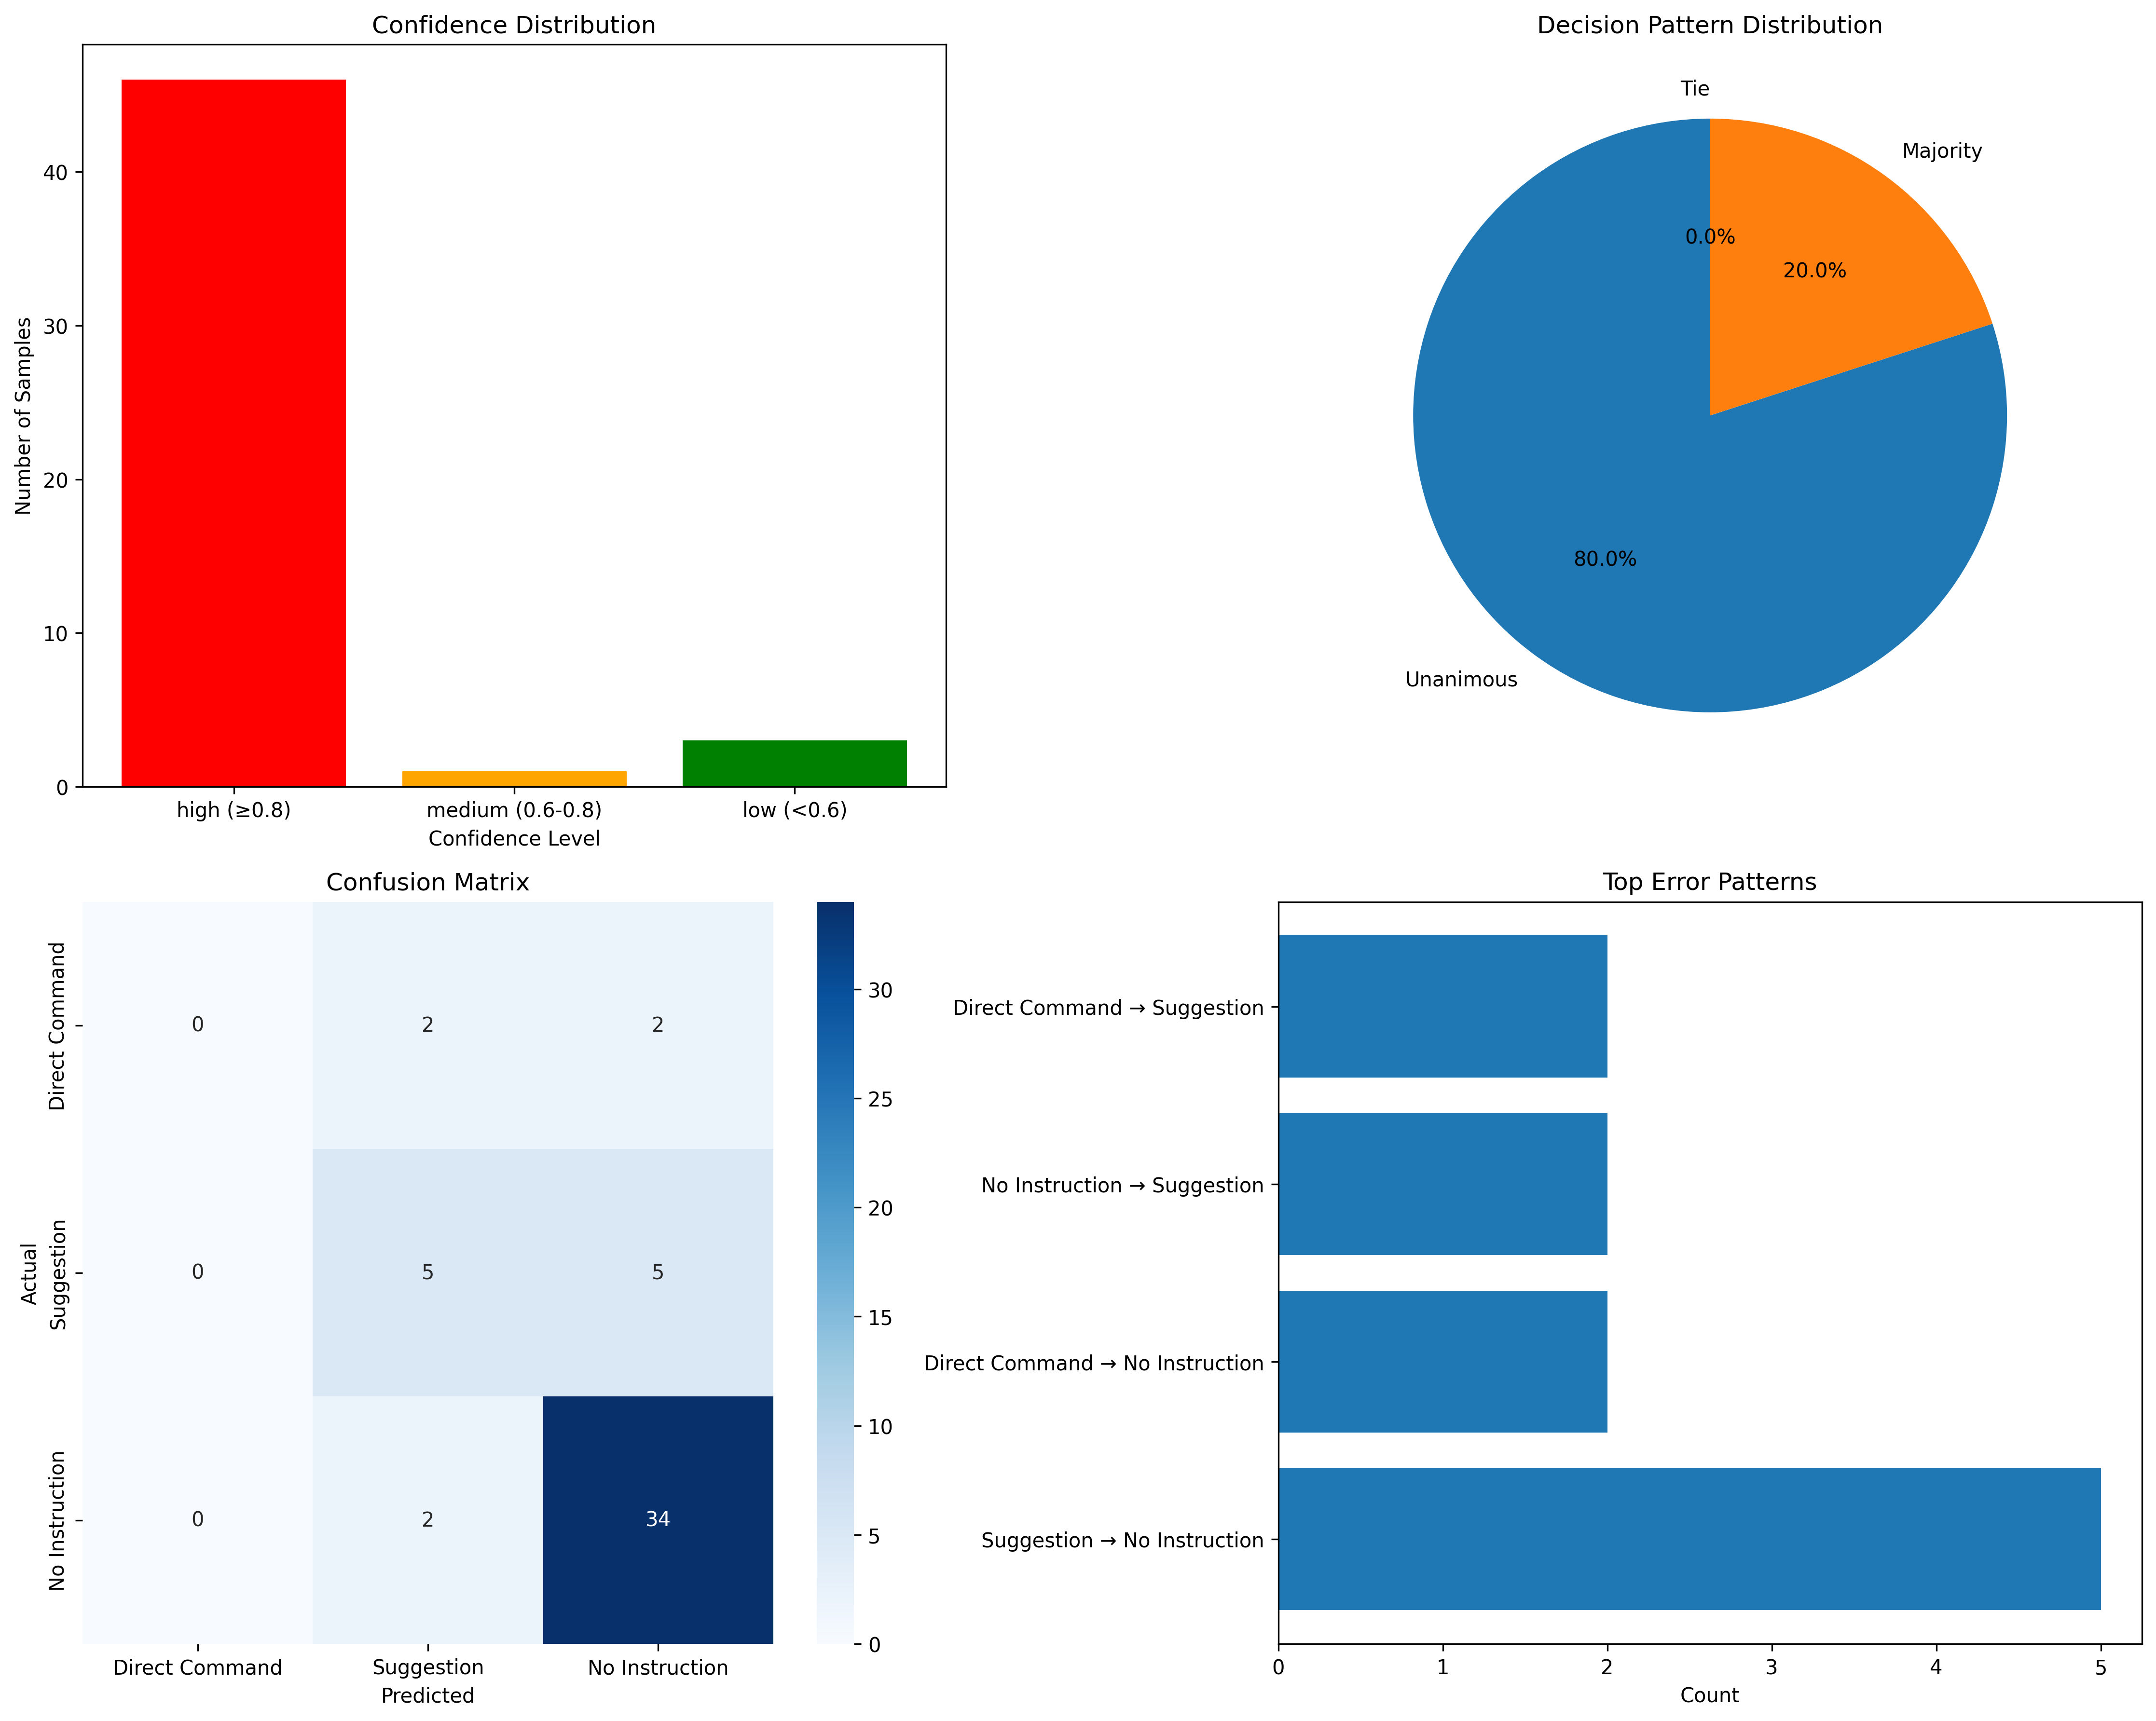 Confidence Distribution
Number of Samples
40
30
20
10
0
high (≥0.8)
medium (0.6-0.8)
low (<0.6)
Confidence Level
Decision Pattern Distribution
Tie
Majority
0.0%
20.0%
80.0%
Unanimous
Confusion Matrix
Actual
Direct Command
Suggestion
No Instruction
0 2 2
0 5 5
0 2 34
Direct Command
Suggestion
No Instruction
Predicted
30
25
20
15
10
5
0
Top Error Patterns
Direct Command → Suggestion
No Instruction → Suggestion
Direct Command → No Instruction
Suggestion → No Instruction
0 1 2 3 4 5
Count